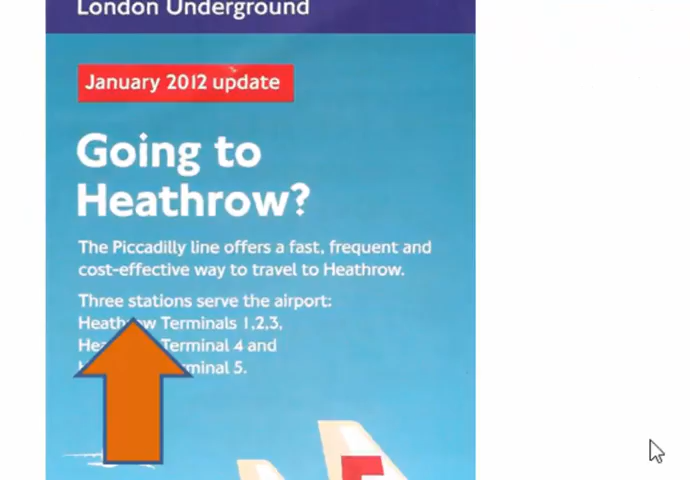 London Underground
January 2012 update
Going to
Heathrow?
The Piccadilly line offers a fast, frequent and
cost-effective way to travel to Heathrow.
Three stations serve the airport:
Heathrow Terminals 1,2,3,
Terminal 4 and
Terminal 5.